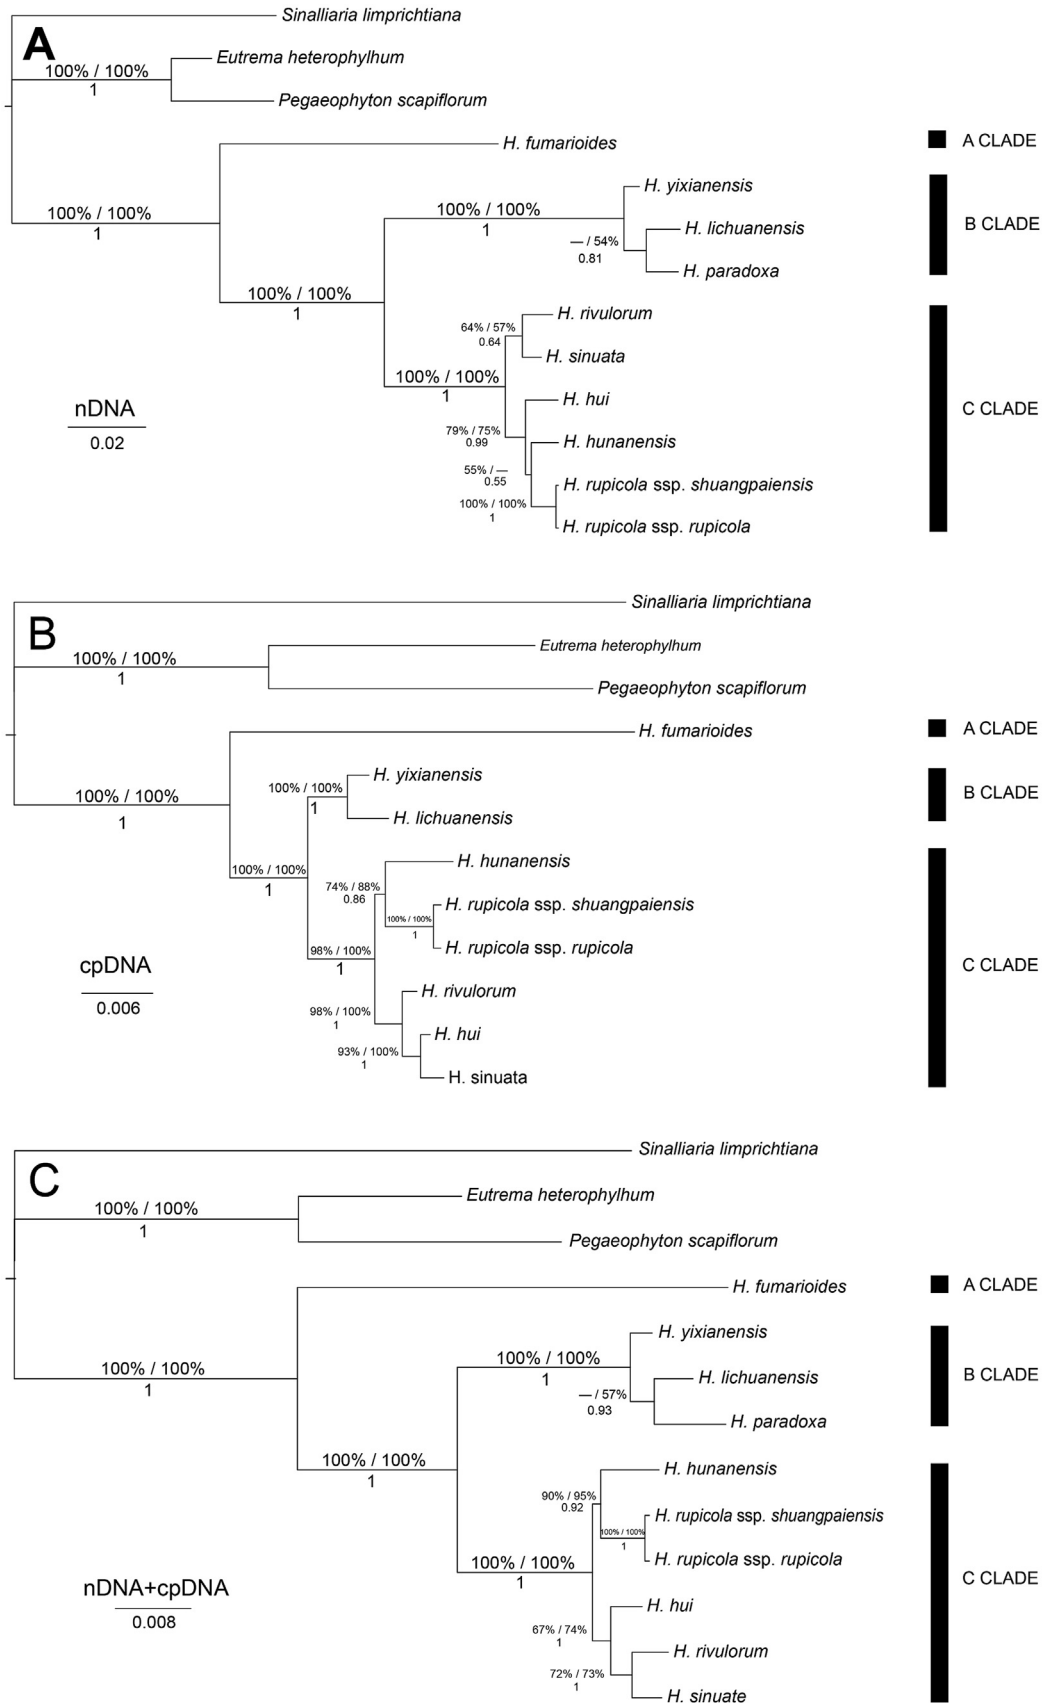 Sinalliaria limprichtiana
A
Eutrema heterophylhum
100% / 100%
1
Pegaeophyton scapiflorum
H. fumarioides
A CLADE
H. yixianensis
100% / 100%
1
100% / 100%
1
H. lichuanensis
B CLADE
— / 54%
0.81
H. paradoxa
100% / 100%
1
H. rivulorum
64% / 57%
0.64
H. sinuata
100% / 100%
1
H. hui
C CLADE
nDNA
0.02
79% / 75%
0.99
H. hunanensis
55% / —
0.55
H. rupicola ssp. shuangpaiensis
100% / 100%
1
H. rupicola ssp. rupicola
Sinalliaria limprichtiana
B
Eutrema heterophylhum
100% / 100%
1
Pegaeophyton scapiflorum
H. fumarioides
A CLADE
H. yixianensis
100% / 100%
1
B CLADE
100% / 100%
1
H. lichuanensis
H. hunanensis
100% / 100%
1
74% / 88%
0.86
H. rupicola ssp. shuangpaiensis
100% / 100%
1
H. rupicola ssp. rupicola
98% / 100%
1
C CLADE
cpDNA
0.006
H. rivulorum
98% / 100%
1
H. hui
93% / 100%
1
H. sinuata
Sinalliaria limprichtiana
C
Eutrema heterophylhum
100% / 100%
1
Pegaeophyton scapiflorum
H. fumarioides
A CLADE
H. yixianensis
100% / 100%
1
100% / 100%
1
H. lichuanensis
B CLADE
— / 57%
0.93
H. paradoxa
100% / 100%
1
H. hunanensis
90% / 95%
0.92
H. rupicola ssp. shuangpaiensis
100% / 100%
1
H. rupicola ssp. rupicola
100% / 100%
1
C CLADE
nDNA+cpDNA
0.008
H. hui
67% / 74%
1
H. rivulorum
72% / 73%
1
H. sinuate